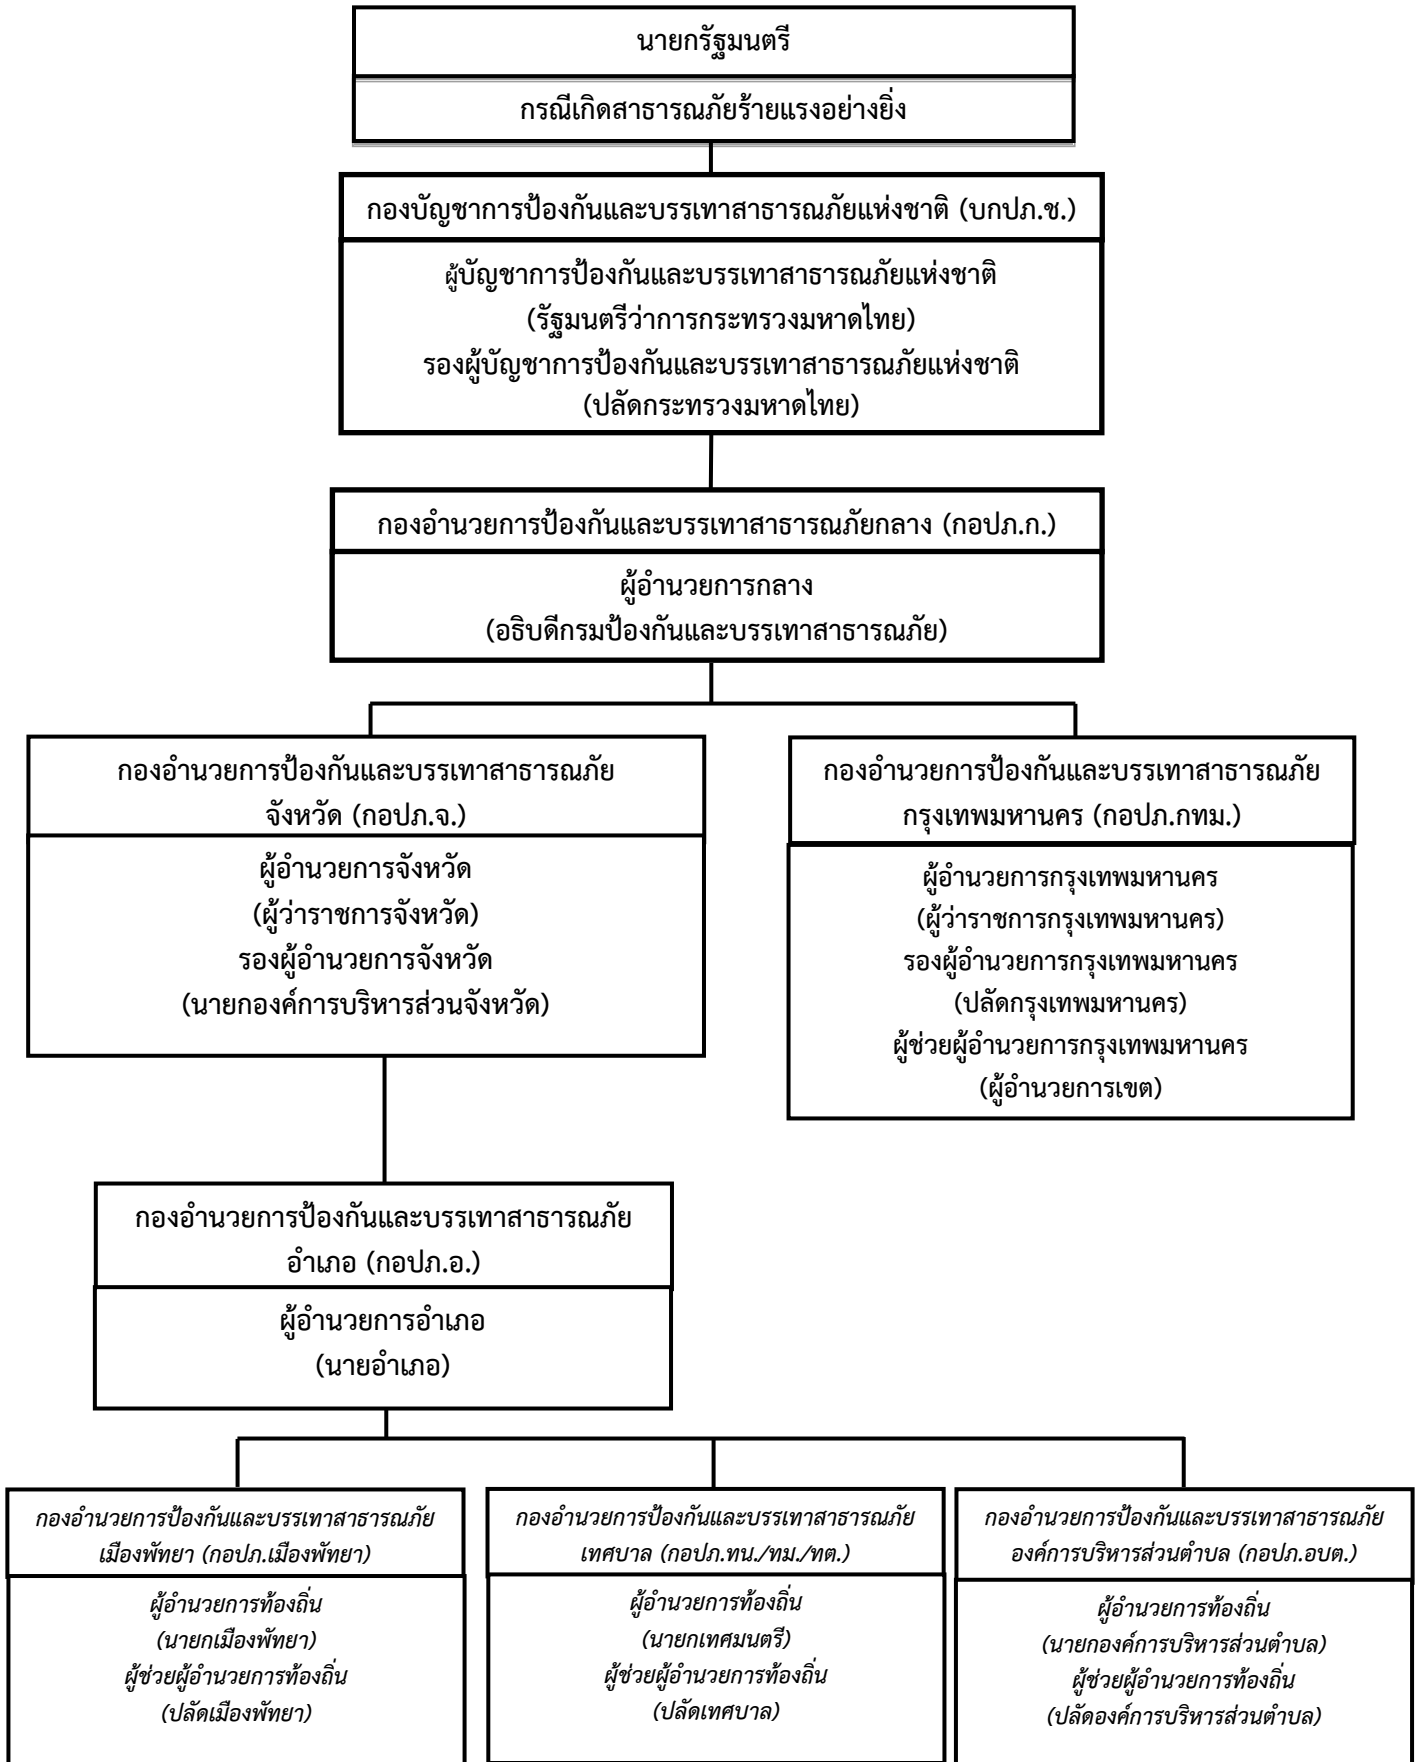 นายกรัฐมนตรี
กรณีเกิดสาธารณภัยร้ายแรงอย่างยิ่ง
กองบัญชาการป้องกันและบรรเทาสาธารณภัยแห่งชาติ (บกปภ.ช.)
ผู้บัญชาการป้องกันและบรรเทาสาธารณภัยแห่งชาติ
(รัฐมนตรีว่าการกระทรวงมหาดไทย)
รองผู้บัญชาการป้องกันและบรรเทาสาธารณภัยแห่งชาติ
(ปลัดกระทรวงมหาดไทย)
กองอำนวยการป้องกันและบรรเทาสาธารณภัยกลาง (กอปภ.ก.)
ผู้อำนวยการกลาง
(อธิบดีกรมป้องกันและบรรเทาสาธารณภัย)
กองอำนวยการป้องกันและบรรเทาสาธารณภัย
จังหวัด (กอปภ.จ.)
ผู้อำนวยการจังหวัด
(ผู้ว่าราชการจังหวัด)
รองผู้อำนวยการจังหวัด
(นายกองค์การบริหารส่วนจังหวัด)
กองอำนวยการป้องกันและบรรเทาสาธารณภัย
กรุงเทพมหานคร (กอปภ.กทม.)
ผู้อำนวยการกรุงเทพมหานคร
(ผู้ว่าราชการกรุงเทพมหานคร)
รองผู้อำนวยการกรุงเทพมหานคร
(ปลัดกรุงเทพมหานคร)
ผู้ช่วยผู้อำนวยการกรุงเทพมหานคร
(ผู้อำนวยการเขต)
กองอำนวยการป้องกันและบรรเทาสาธารณภัย
อำเภอ (กอปภ.อ.)
ผู้อำนวยการอำเภอ
(นายอำเภอ)
กองอำนวยการป้องกันและบรรเทาสาธารณภัย
เมืองพัทยา (กอปภ.เมืองพัทยา)
ผู้อำนวยการท้องถิ่น
(นายกเมืองพัทยา)
ผู้ช่วยผู้อำนวยการท้องถิ่น
(ปลัดเมืองพัทยา)
กองอำนวยการป้องกันและบรรเทาสาธารณภัย
เทศบาล (กอปภ.ทน./ทม./ทต.)
ผู้อำนวยการท้องถิ่น
(นายกเทศมนตรี)
ผู้ช่วยผู้อำนวยการท้องถิ่น
(ปลัดเทศบาล)
กองอำนวยการป้องกันและบรรเทาสาธารณภัย
องค์การบริหารส่วนตำบล (กอปภ.อบต.)
ผู้อำนวยการท้องถิ่น
(นายกองค์การบริหารส่วนตำบล)
ผู้ช่วยผู้อำนวยการท้องถิ่น
(ปลัดองค์การบริหารส่วนตำบล)